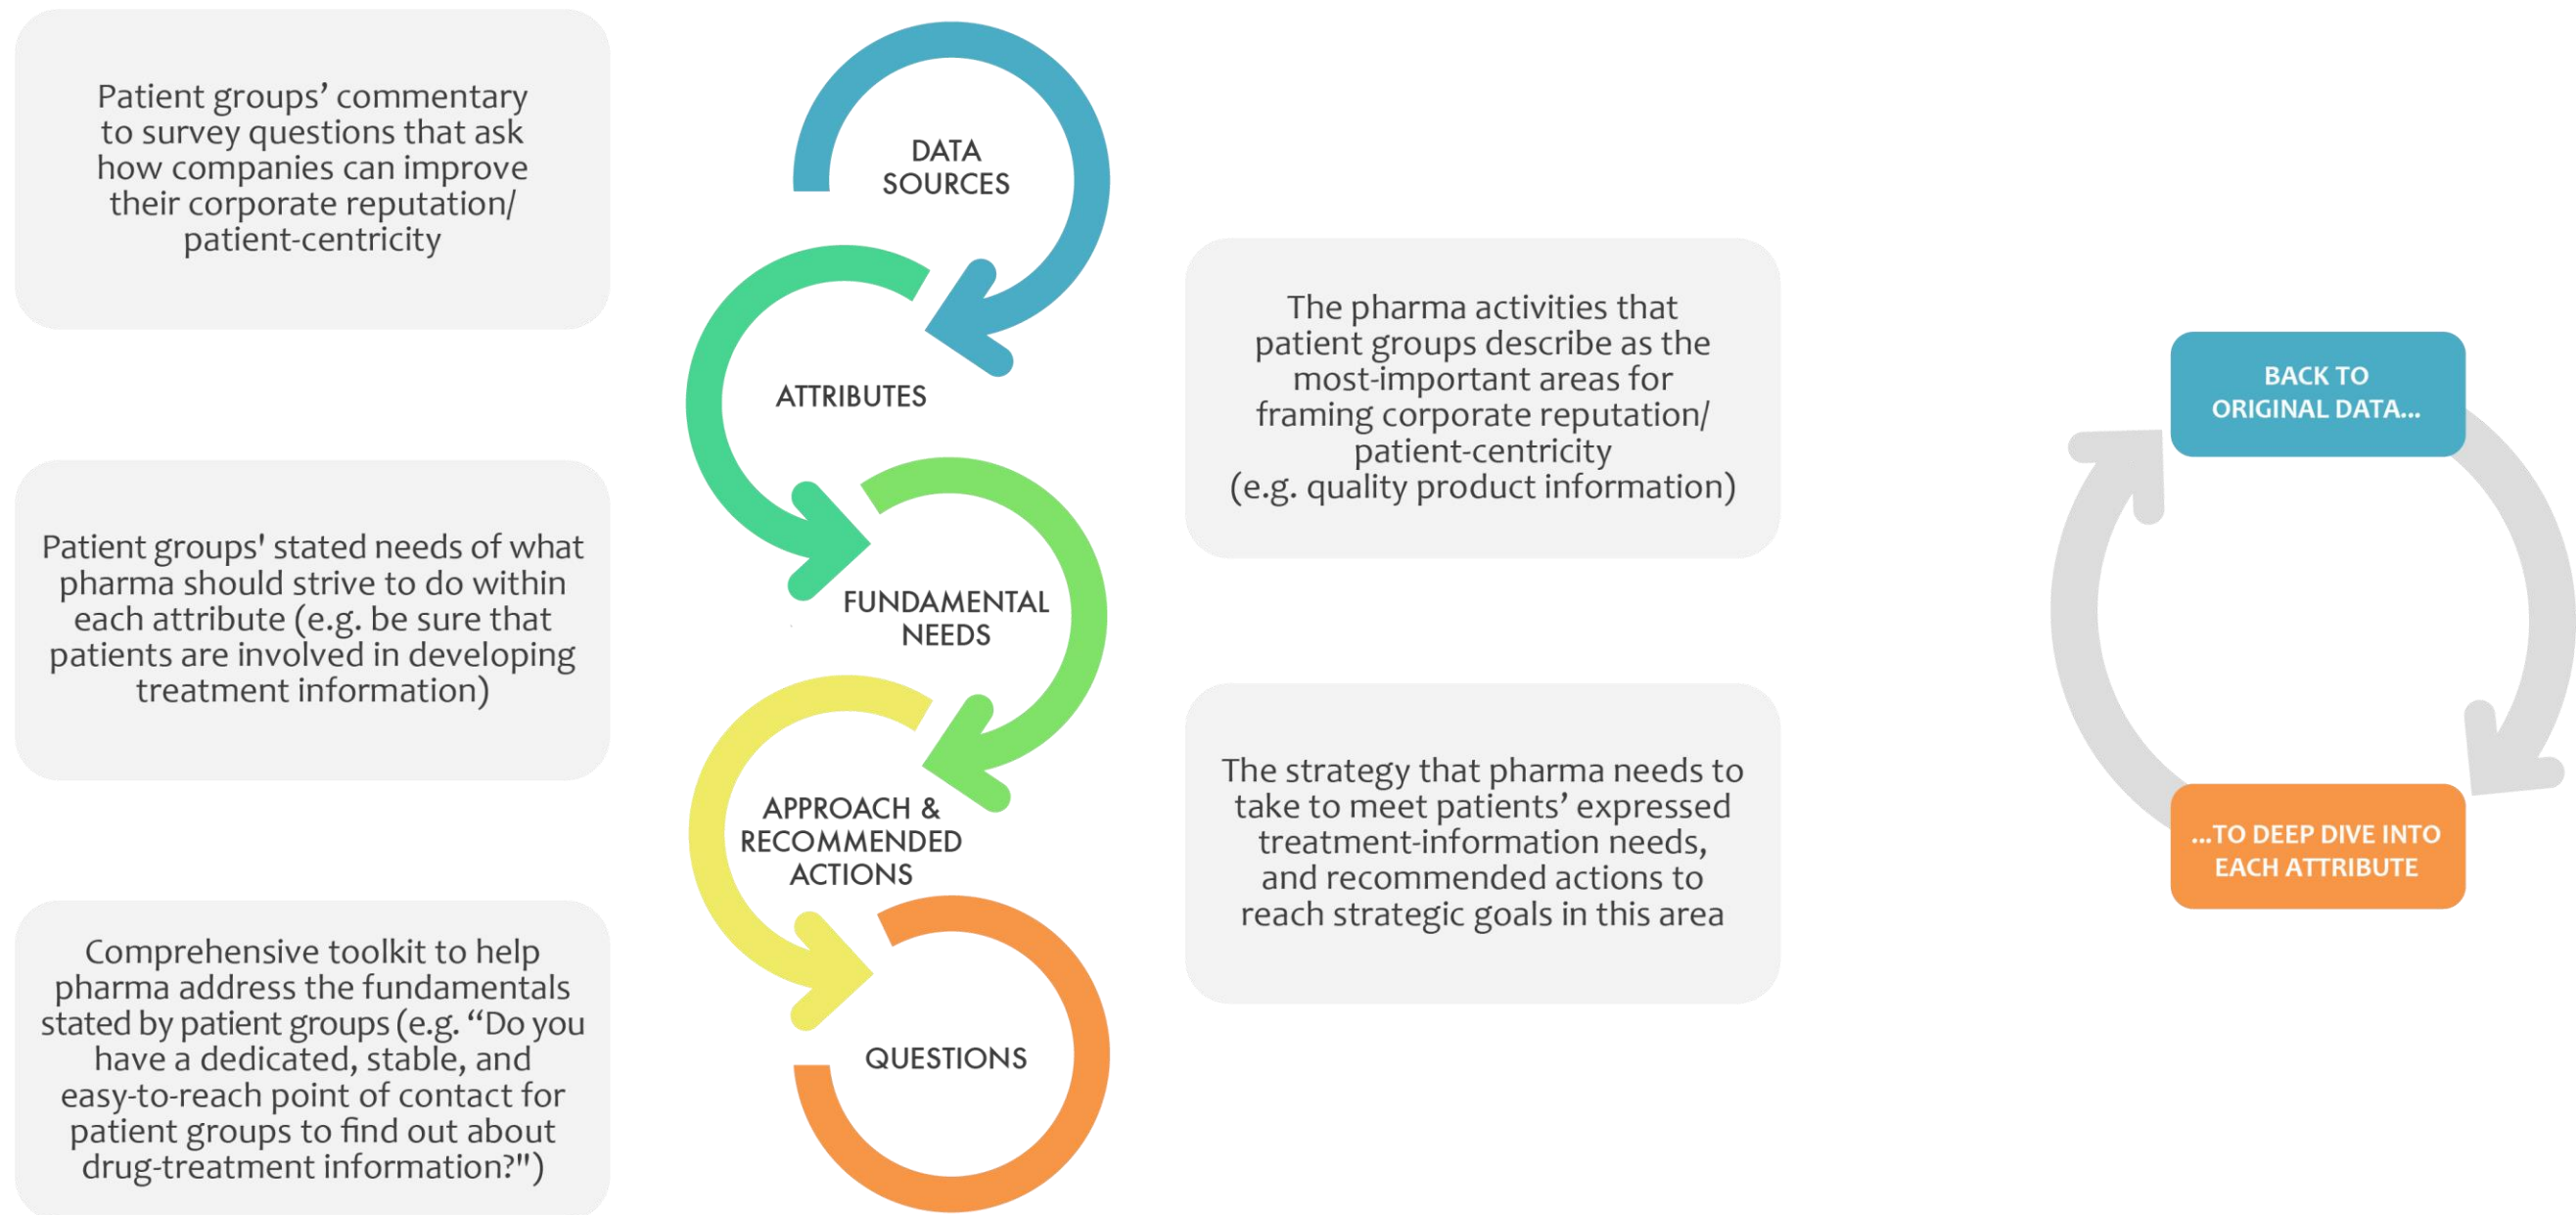 Patient groups’ commentary
to survey questions that ask
how companies can improve
their corporate reputation/
patient-centricity
DATA
SOURCES
The pharma activities that
patient groups describe as the
most-important areas for
framing corporate reputation/
patient-centricity
(e.g. quality product information)
ATTRIBUTES
Patient groups' stated needs of what
pharma should strive to do within
each attribute (e.g. be sure that
patients are involved in developing
treatment information)
FUNDAMENTAL
NEEDS
The strategy that pharma needs to
take to meet patients’ expressed
treatment-information needs,
and recommended actions to
reach strategic goals in this area
APPROACH &
RECOMMENDED
ACTIONS
Comprehensive toolkit to help
pharma address the fundamentals
stated by patient groups (e.g. “Do you
have a dedicated, stable, and
easy-to-reach point of contact for
patient groups to find out about
drug-treatment information?")
QUESTIONS
BACK TO
ORIGINAL DATA...
...TO DEEP DIVE INTO
EACH ATTRIBUTE